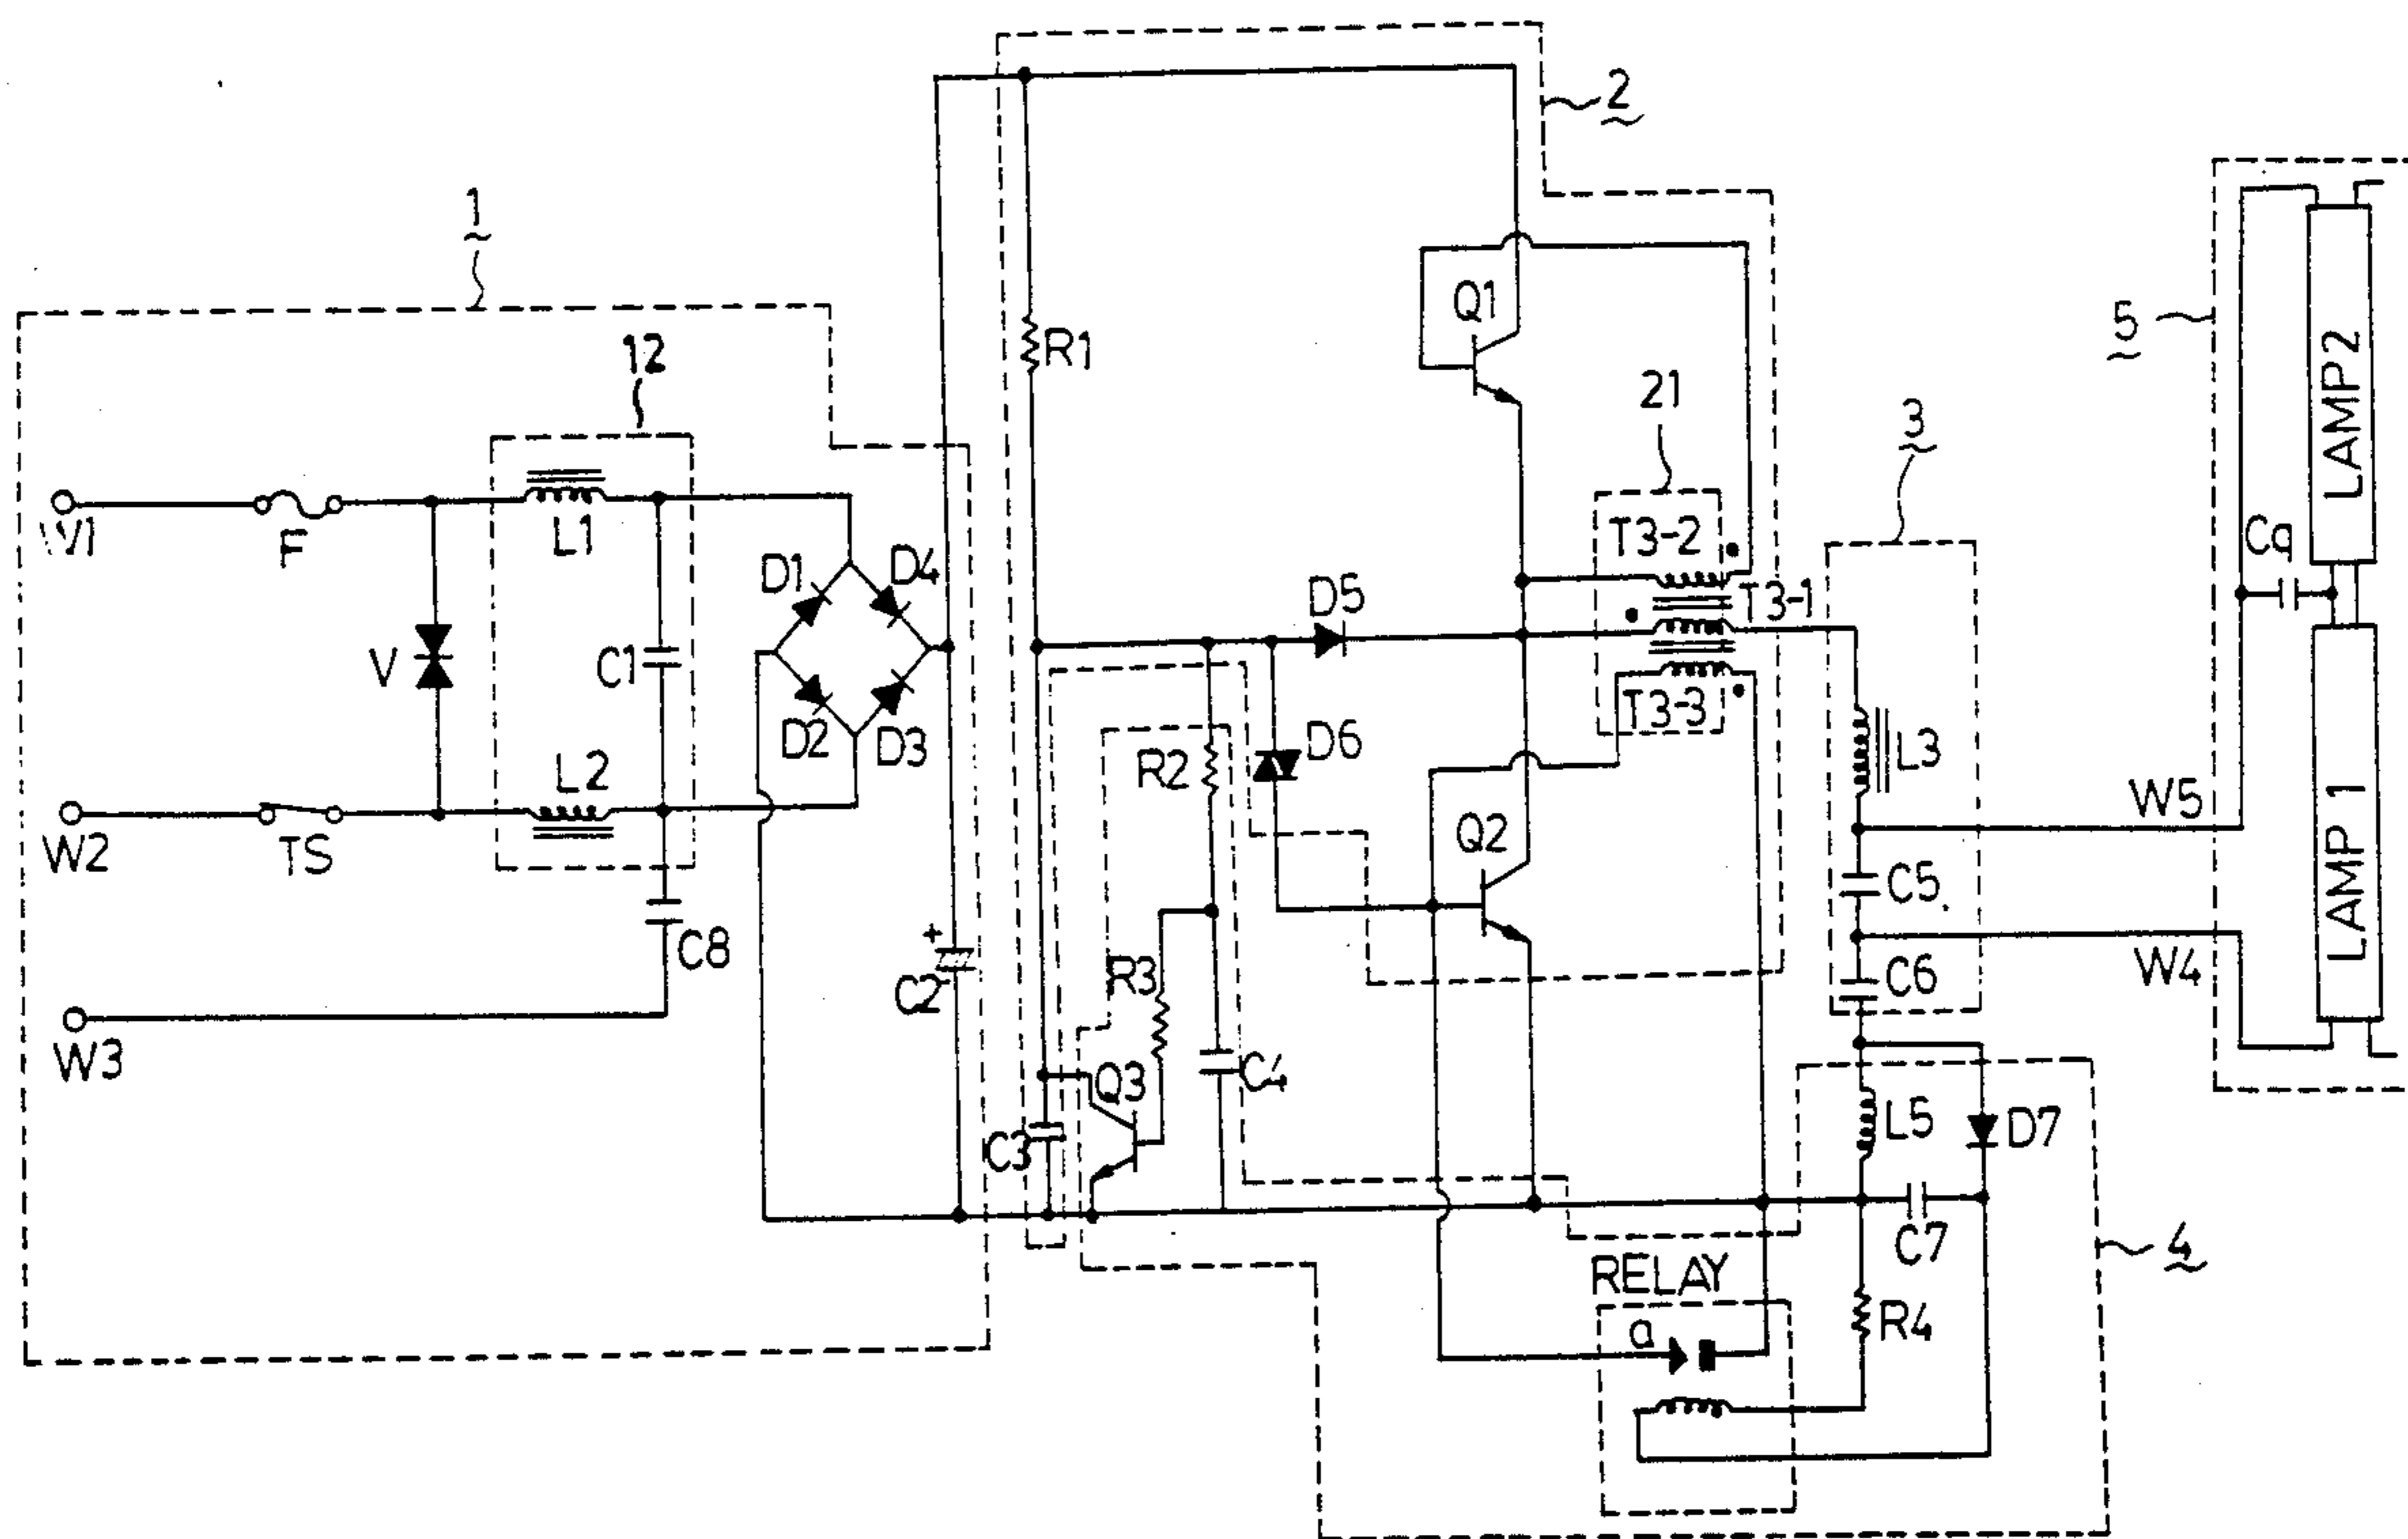 1
2
3
4
5
12
21
W1
W2
W3
W4
W5
F
TS
V
L1
L2
C1
C8
D1
D4
D2
D3
+
C2
R1
Q1
T3-2
T3-1
T3-3
D5
D6
R2
R3
Q2
Q3
C3
C4
L3
C5
C6
L5
D7
C7
R4
RELAY
a
Ca
LAMP2
LAMP 1